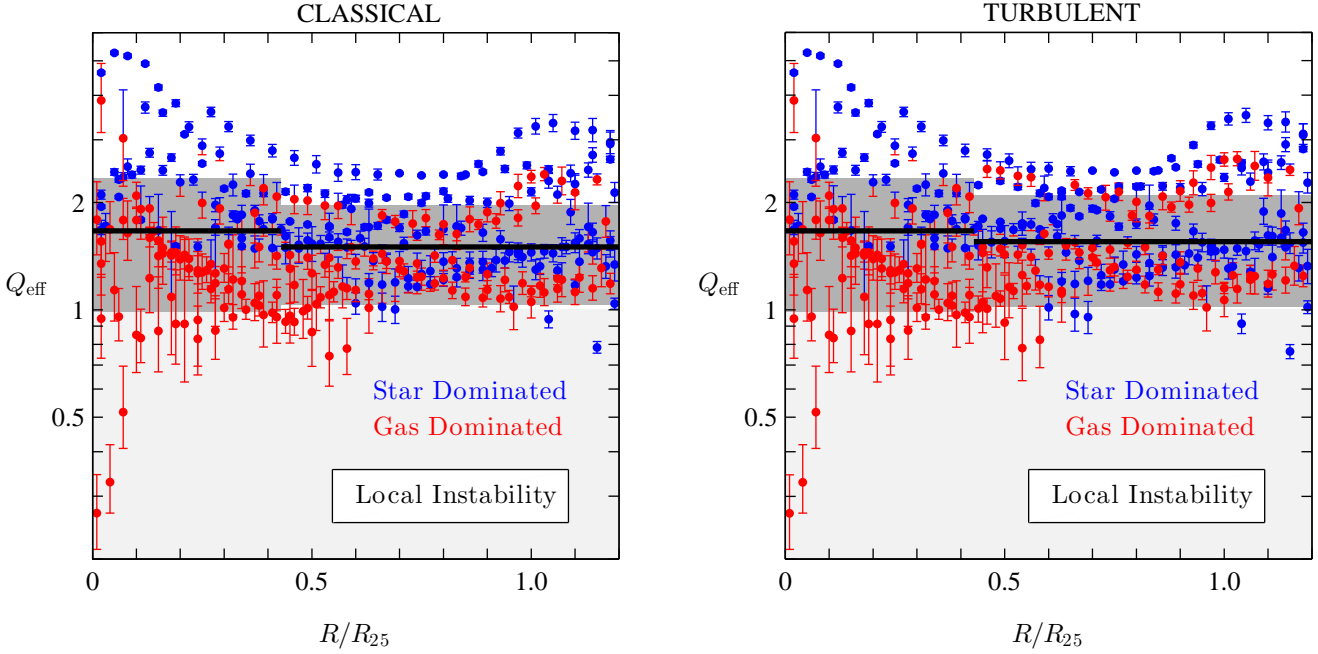 CLASSICAL
2
1
0.5
Q_eff
Star Dominated
Gas Dominated
Local Instability
0 0.5 1.0
R/R_25
TURBULENT
2
1
0.5
Q_eff
Star Dominated
Gas Dominated
Local Instability
0 0.5 1.0
R/R_25